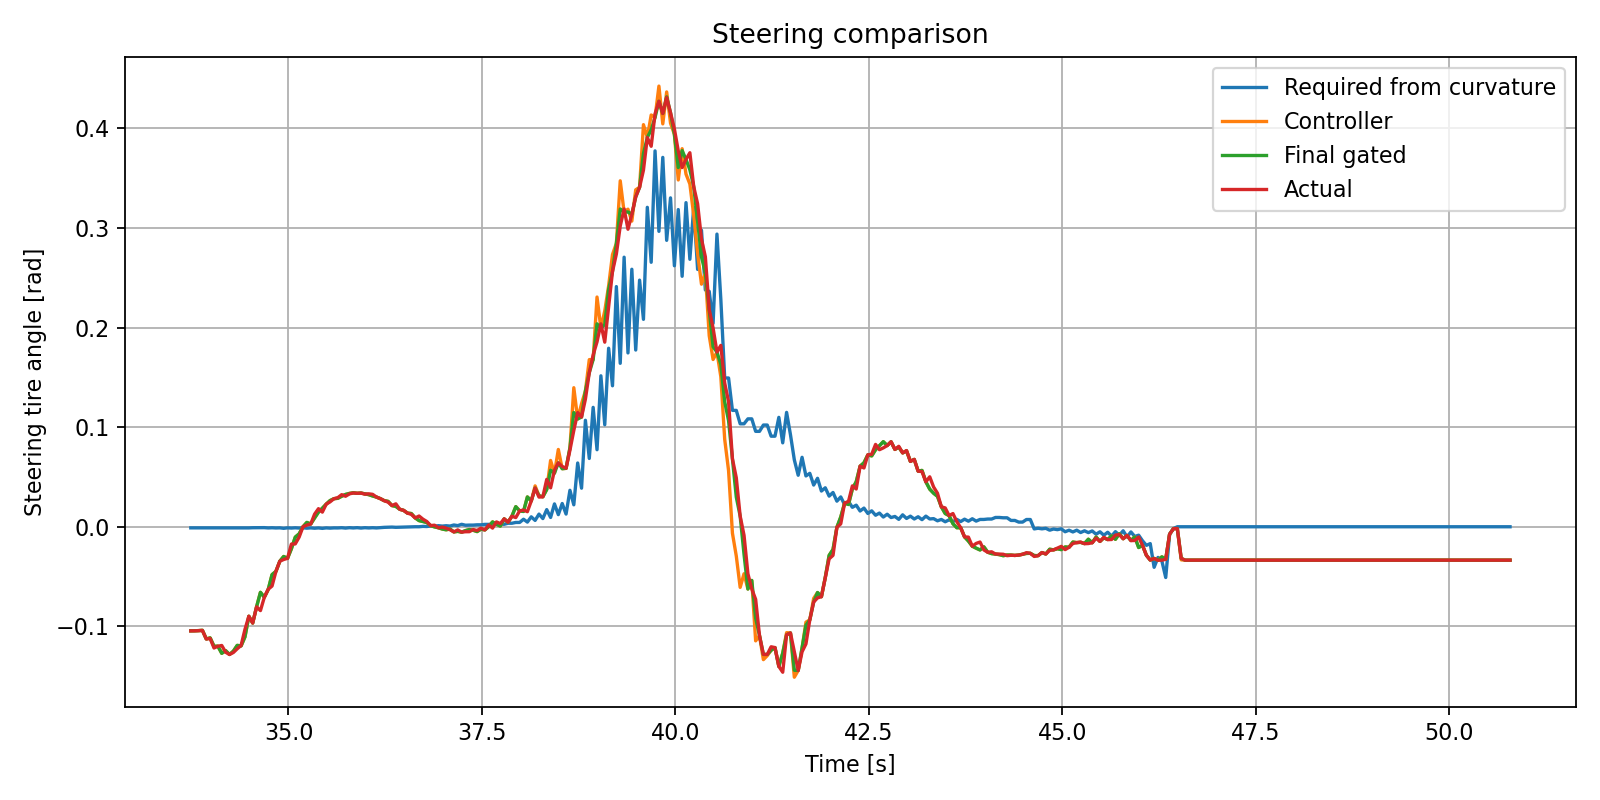 Steering comparison
Required from curvature
Controller
Final gated
Actual
Steering tire angle [rad]
0.4
0.3
0.2
0.1
0.0
−0.1
35.0 37.5 40.0 42.5 45.0 47.5 50.0
Time [s]